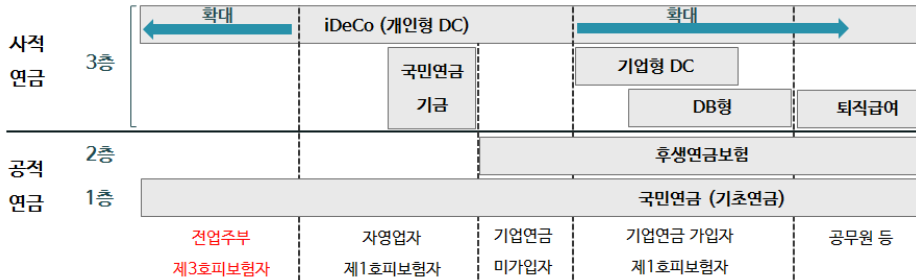 확대
iDeCo (개인형 DC)
확대
사적
연금
3층
국민연금
기금
기업형 DC
DB형
퇴직급여
공적
연금
2층
후생연금보험
1층
국민연금 (기초연금)
전업주부
제3호피보험자
자영업자
제1호피보험자
기업연금
미가입자
기업연금 가입자
제1호피보험자
공무원 등